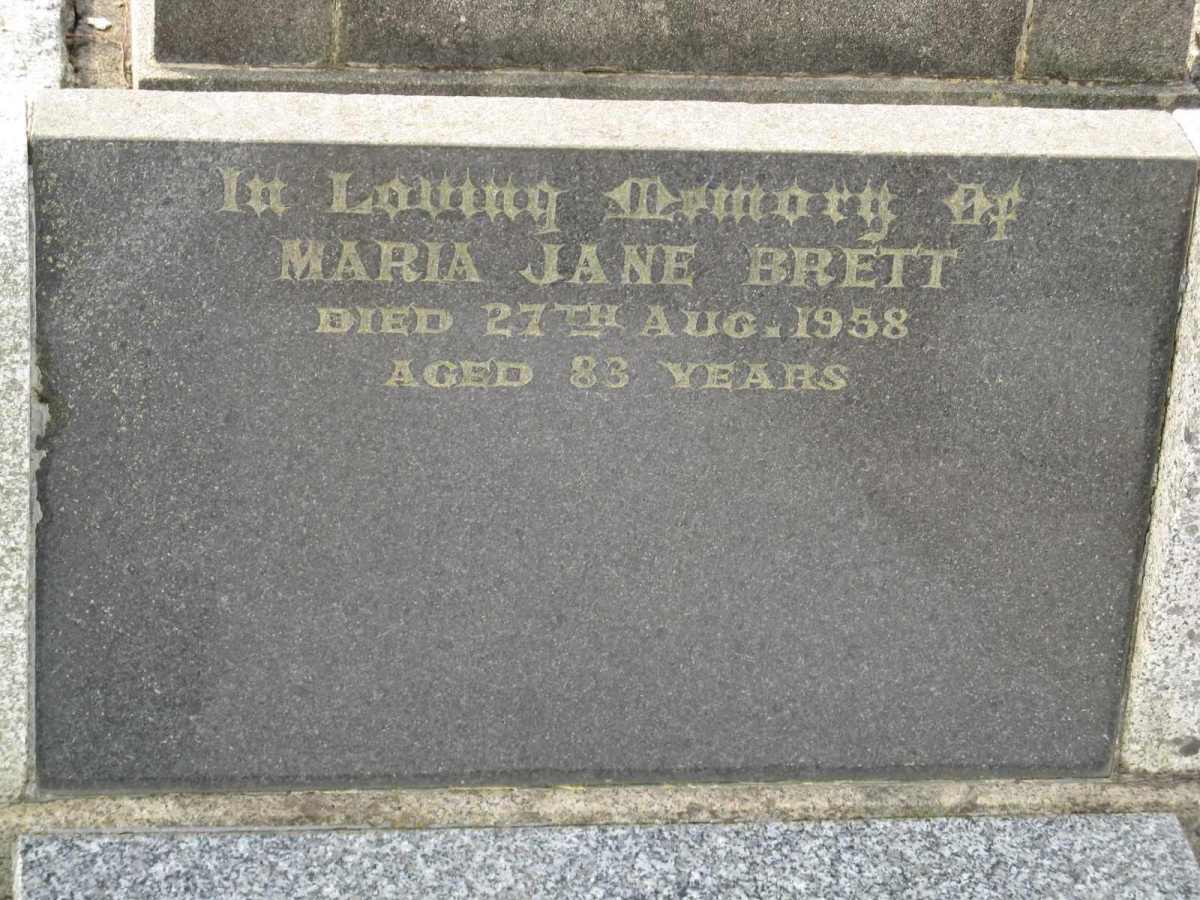 In Loving Memory Of
MARIA JANE BRETT
DIED 27TH AUG. 1958
AGED 83 YEARS